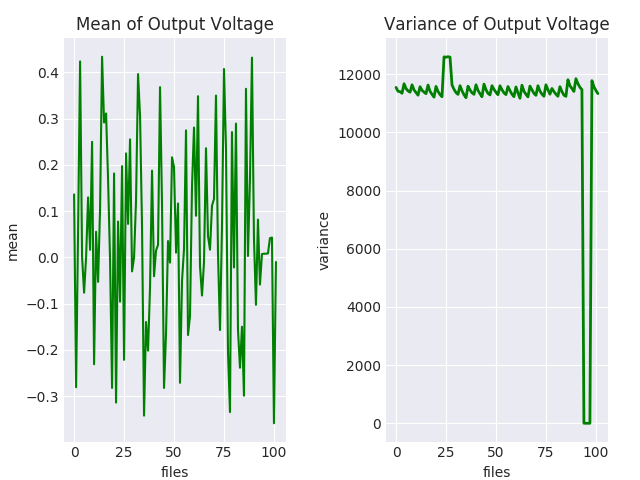 Mean of Output Voltage
0.4
0.3
0.2
0.1
0.0
−0.1
−0.2
−0.3
mean
0 25 50 75 100
files
Variance of Output Voltage
12000
10000
8000
6000
4000
2000
0
variance
0 25 50 75 100
files